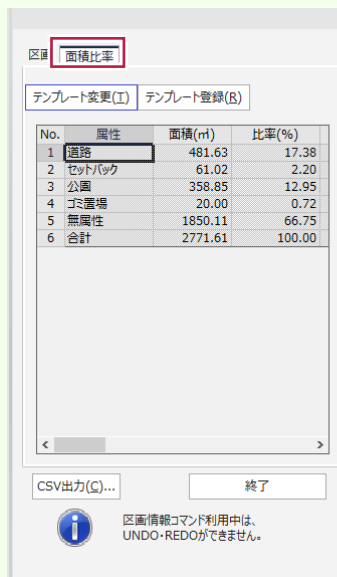 区画 面積比率
テンプレート変更(T) テンプレート登録(R)
No. 属性 面積(㎡) 比率(%)
1 道路 481.63 17.38
2 セットバック 61.02 2.20
3 公園 358.85 12.95
4 ゴミ置場 20.00 0.72
5 無属性 1850.11 66.75
6 合計 2771.61 100.00
CSV出力(C)... 終了
区画情報コマンド利用中は、
UNDO・REDOができません。